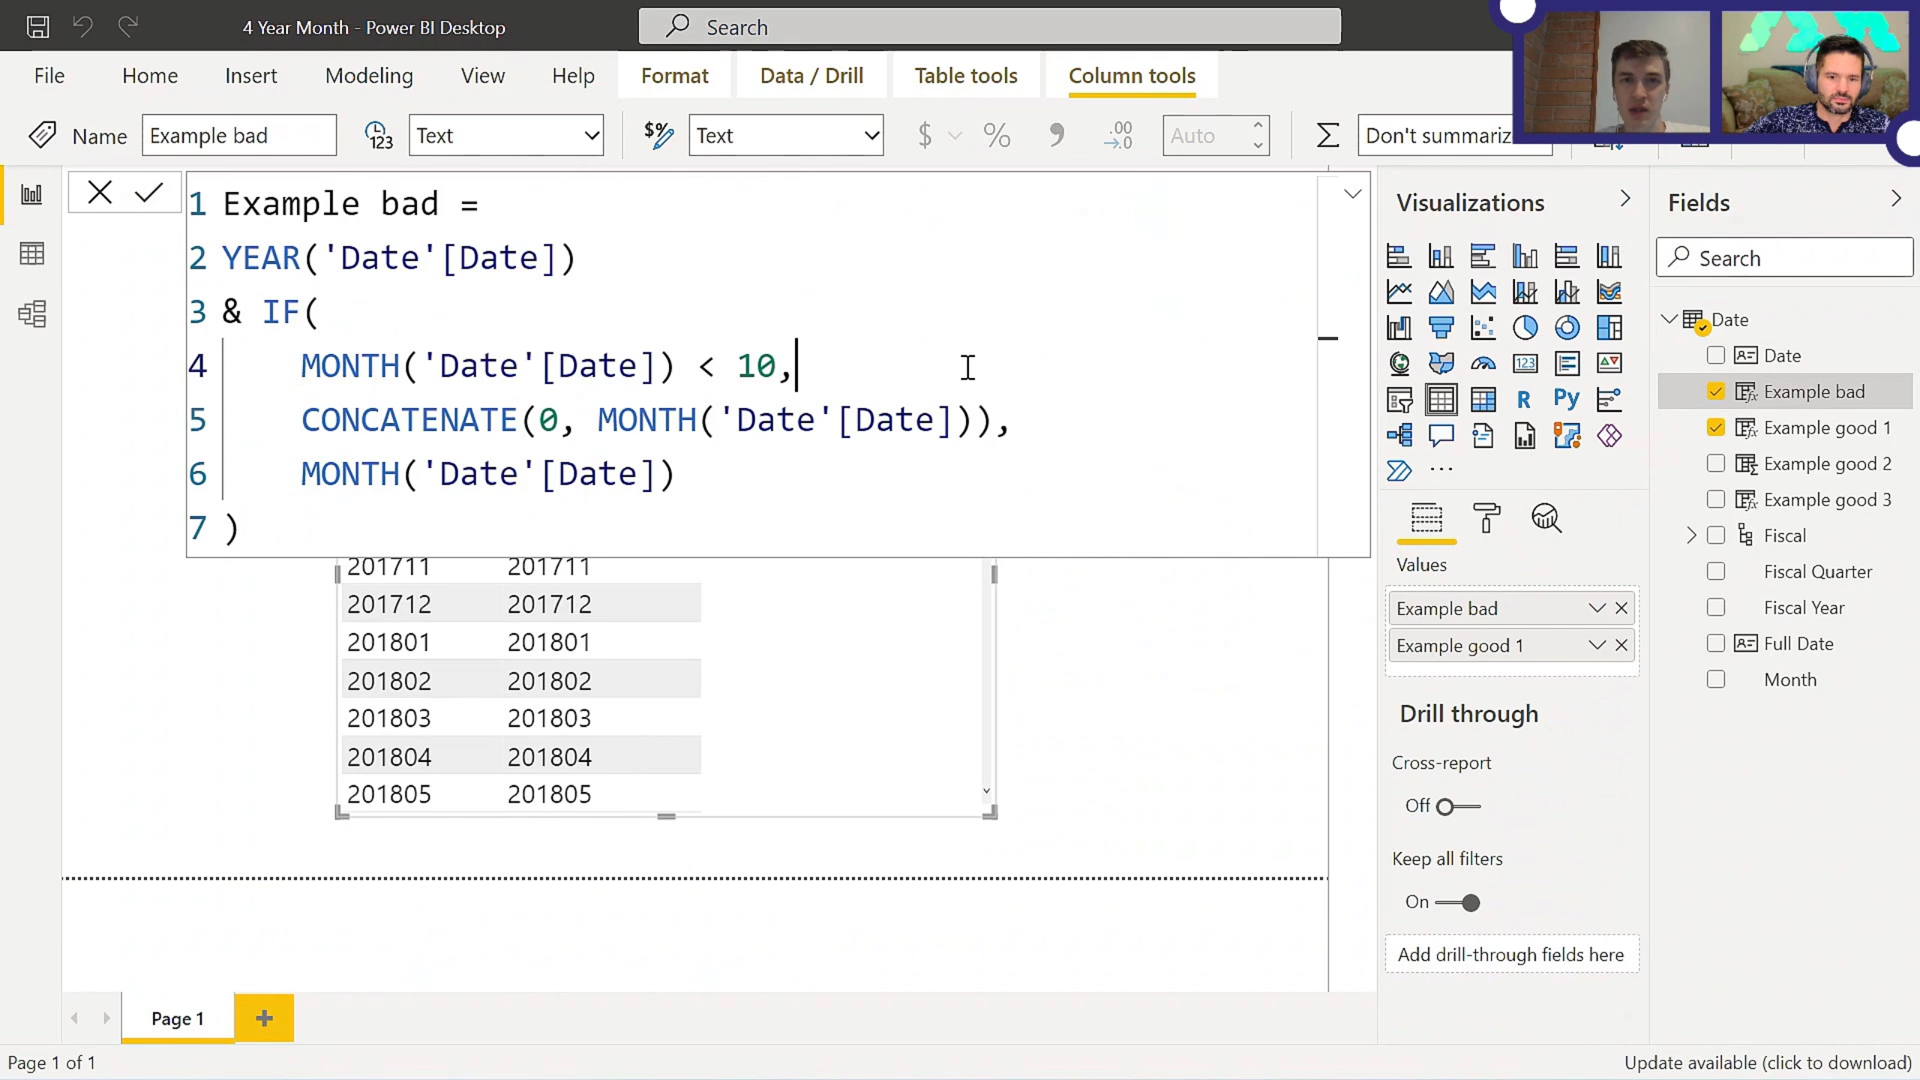 4 Year Month - Power BI Desktop
Search
File Home Insert Modeling View Help Format Data / Drill Table tools Column tools
Name Example bad Text Text $ % Auto Don't summariz
1 Example bad =
2 YEAR('Date'[Date])
3 & IF(
4 MONTH('Date'[Date]) < 10,
5 CONCATENATE(0, MONTH('Date'[Date])),
6 MONTH('Date'[Date])
7 )
201711 201711
201712 201712
201801 201801
201802 201802
201803 201803
201804 201804
201805 201805
Visualizations
Values
Example bad
Example good 1
Drill through
Cross-report
Off
Keep all filters
On
Add drill-through fields here
Fields
Search
Date
Date
Example bad
Example good 1
Example good 2
Example good 3
Fiscal
Fiscal Quarter
Fiscal Year
Full Date
Month
Page 1
Page 1 of 1
Update available (click to download)